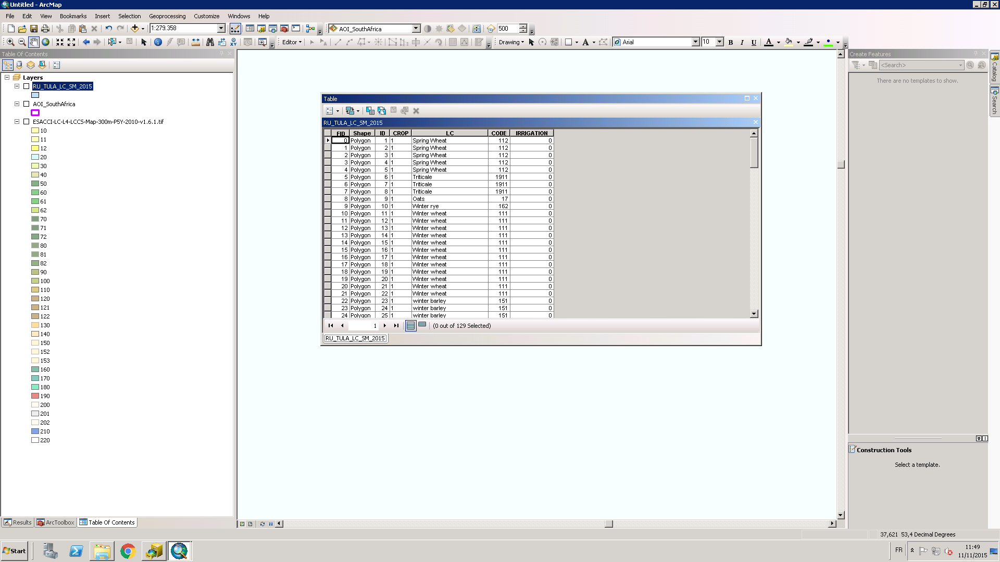 Untitled - ArcMap
File Edit View Bookmarks Insert Selection Geoprocessing Customize Windows Help
1:279.358
AOI_SouthAfrica
500
Editor
Drawing
Arial
10
B I U A
Table Of Contents
Layers
RU_TULA_LC_SM_2015
AOI_SouthAfrica
ESACCI-LC-L4-LCCS-Map-300m-P5Y-2010-v1.6.1.tif
10
11
12
20
30
40
50
60
61
62
70
71
72
80
81
82
90
100
110
120
121
122
130
140
150
152
153
160
170
180
190
200
201
202
210
220
Results ArcToolbox Table Of Contents
Table
RU_TULA_LC_SM_2015
FID Shape ID CROP LC CODE IRRIGATION
0 Polygon 1 1 Spring Wheat 112 0
1 Polygon 2 1 Spring Wheat 112 0
2 Polygon 3 1 Spring Wheat 112 0
3 Polygon 4 1 Spring Wheat 112 0
4 Polygon 5 1 Spring Wheat 112 0
5 Polygon 6 1 Triticale 1911 0
6 Polygon 7 1 Triticale 1911 0
7 Polygon 8 1 Triticale 1911 0
8 Polygon 9 1 Oats 17 0
9 Polygon 10 1 Winter rye 162 0
10 Polygon 11 1 Winter wheat 111 0
11 Polygon 12 1 Winter wheat 111 0
12 Polygon 13 1 Winter wheat 111 0
13 Polygon 14 1 Winter wheat 111 0
14 Polygon 15 1 Winter wheat 111 0
15 Polygon 16 1 Winter wheat 111 0
16 Polygon 17 1 Winter wheat 111 0
17 Polygon 18 1 Winter wheat 111 0
18 Polygon 19 1 Winter wheat 111 0
19 Polygon 20 1 Winter wheat 111 0
20 Polygon 21 1 Winter wheat 111 0
21 Polygon 22 1 Winter wheat 111 0
22 Polygon 23 1 winter barley 151 0
23 Polygon 24 1 winter barley 151 0
24 Polygon 25 1 winter barley 151 0
1
(0 out of 129 Selected)
RU_TULA_LC_SM_2015
Create Features
<Search>
There are no templates to show.
Construction Tools
Select a template.
Catalog
Search
37,621 53,4 Decimal Degrees
Start
FR
11:49
11/11/2015